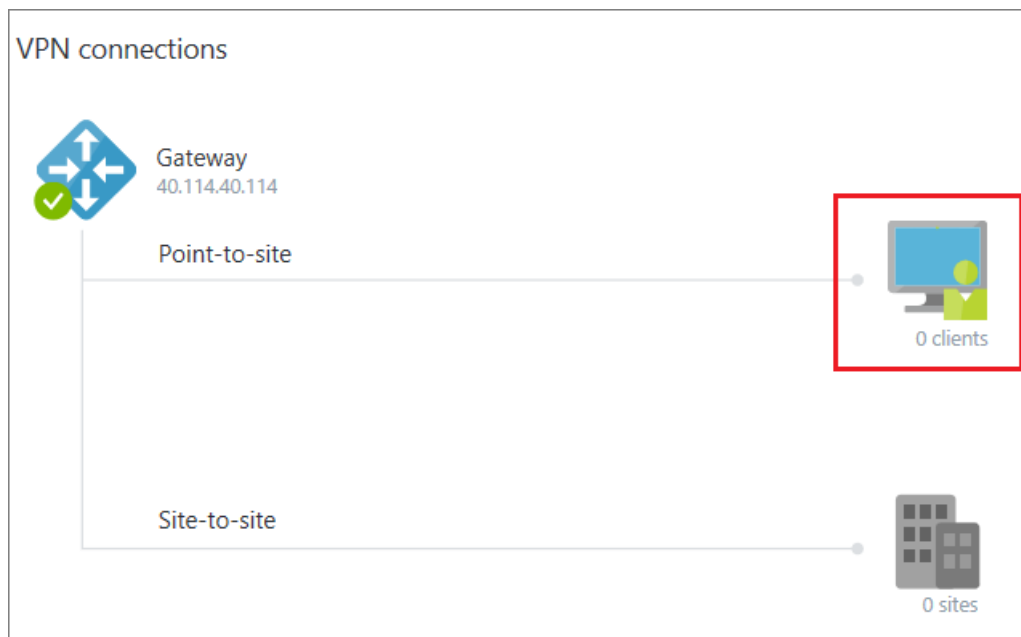 VPN connections
Gateway
40.114.40.114
Point-to-site
0 clients
Site-to-site
0 sites